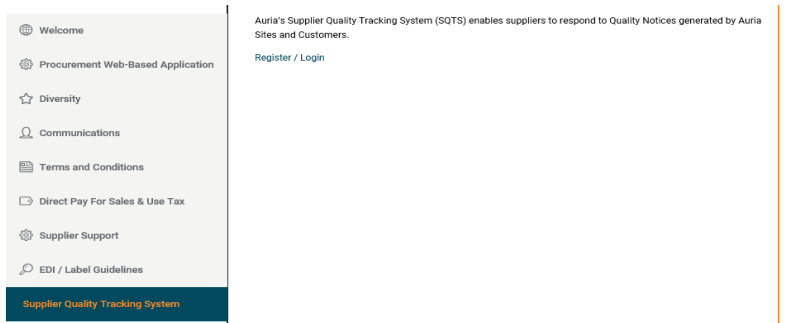 Welcome
Procurement Web-Based Application
Diversity
Communications
Terms and Conditions
Direct Pay For Sales & Use Tax
Supplier Support
EDI / Label Guidelines
Supplier Quality Tracking System
Auria's Supplier Quality Tracking System (SQTS) enables suppliers to respond to Quality Notices generated by Auria
Sites and Customers.
Register / Login